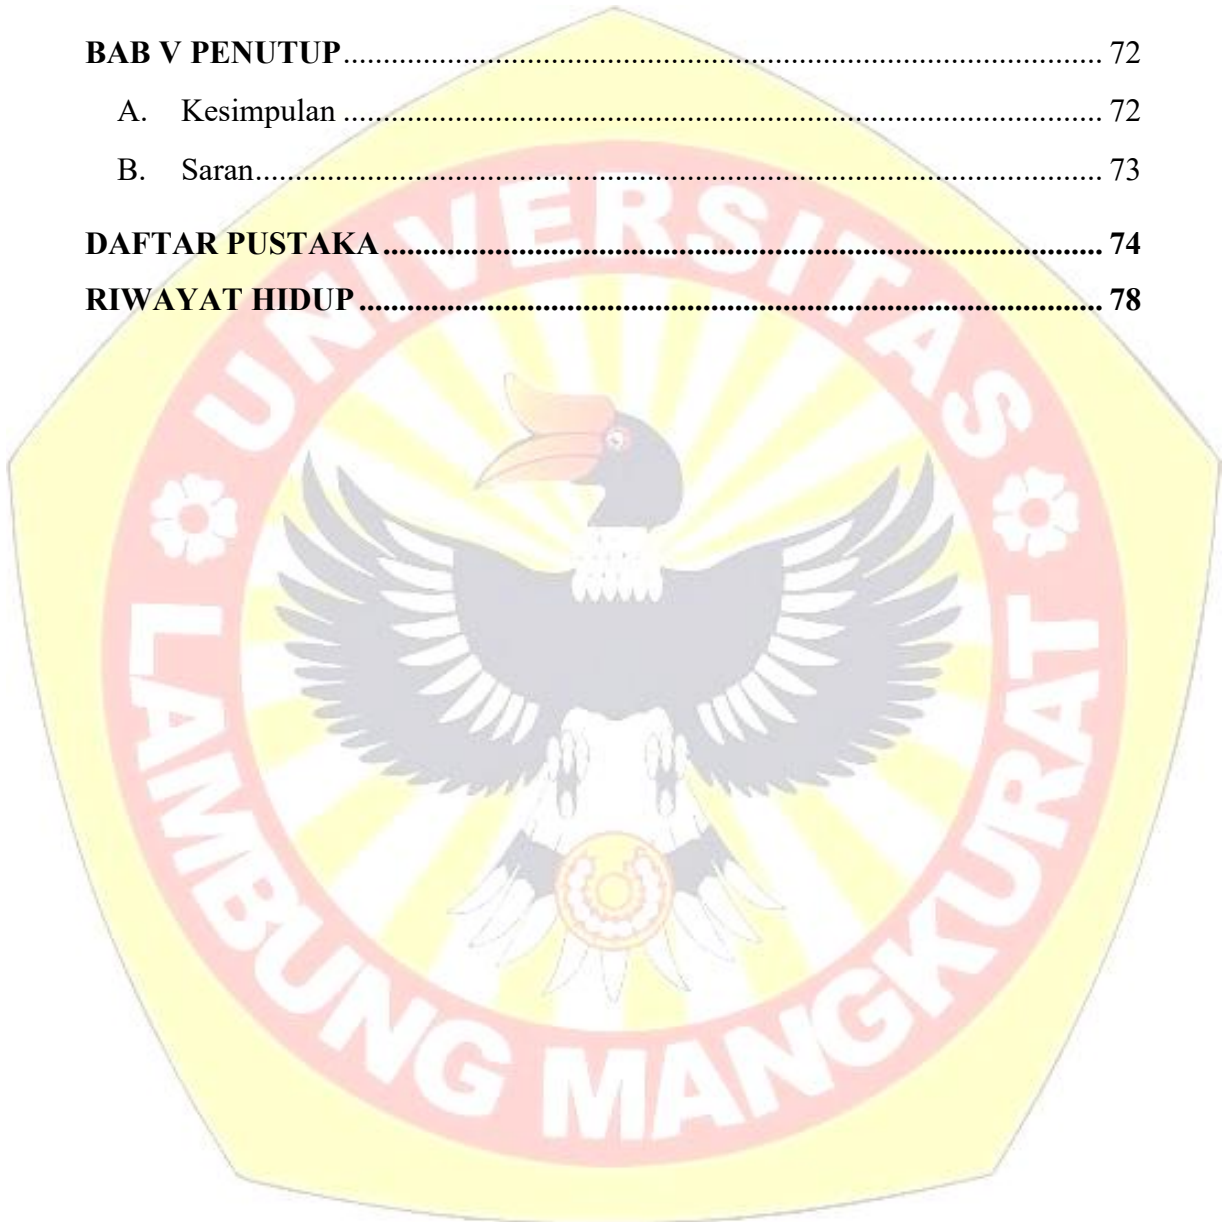 BAB V PENUTUP.......................................................................................... 72
A. Kesimpulan .......................................................................................... 72
B. Saran.......................................................................................... 73
DAFTAR PUSTAKA.......................................................................................... 74
RIWAYAT HIDUP .......................................................................................... 78
UNIVERSITAS
LAMBUNG MANGKURAT